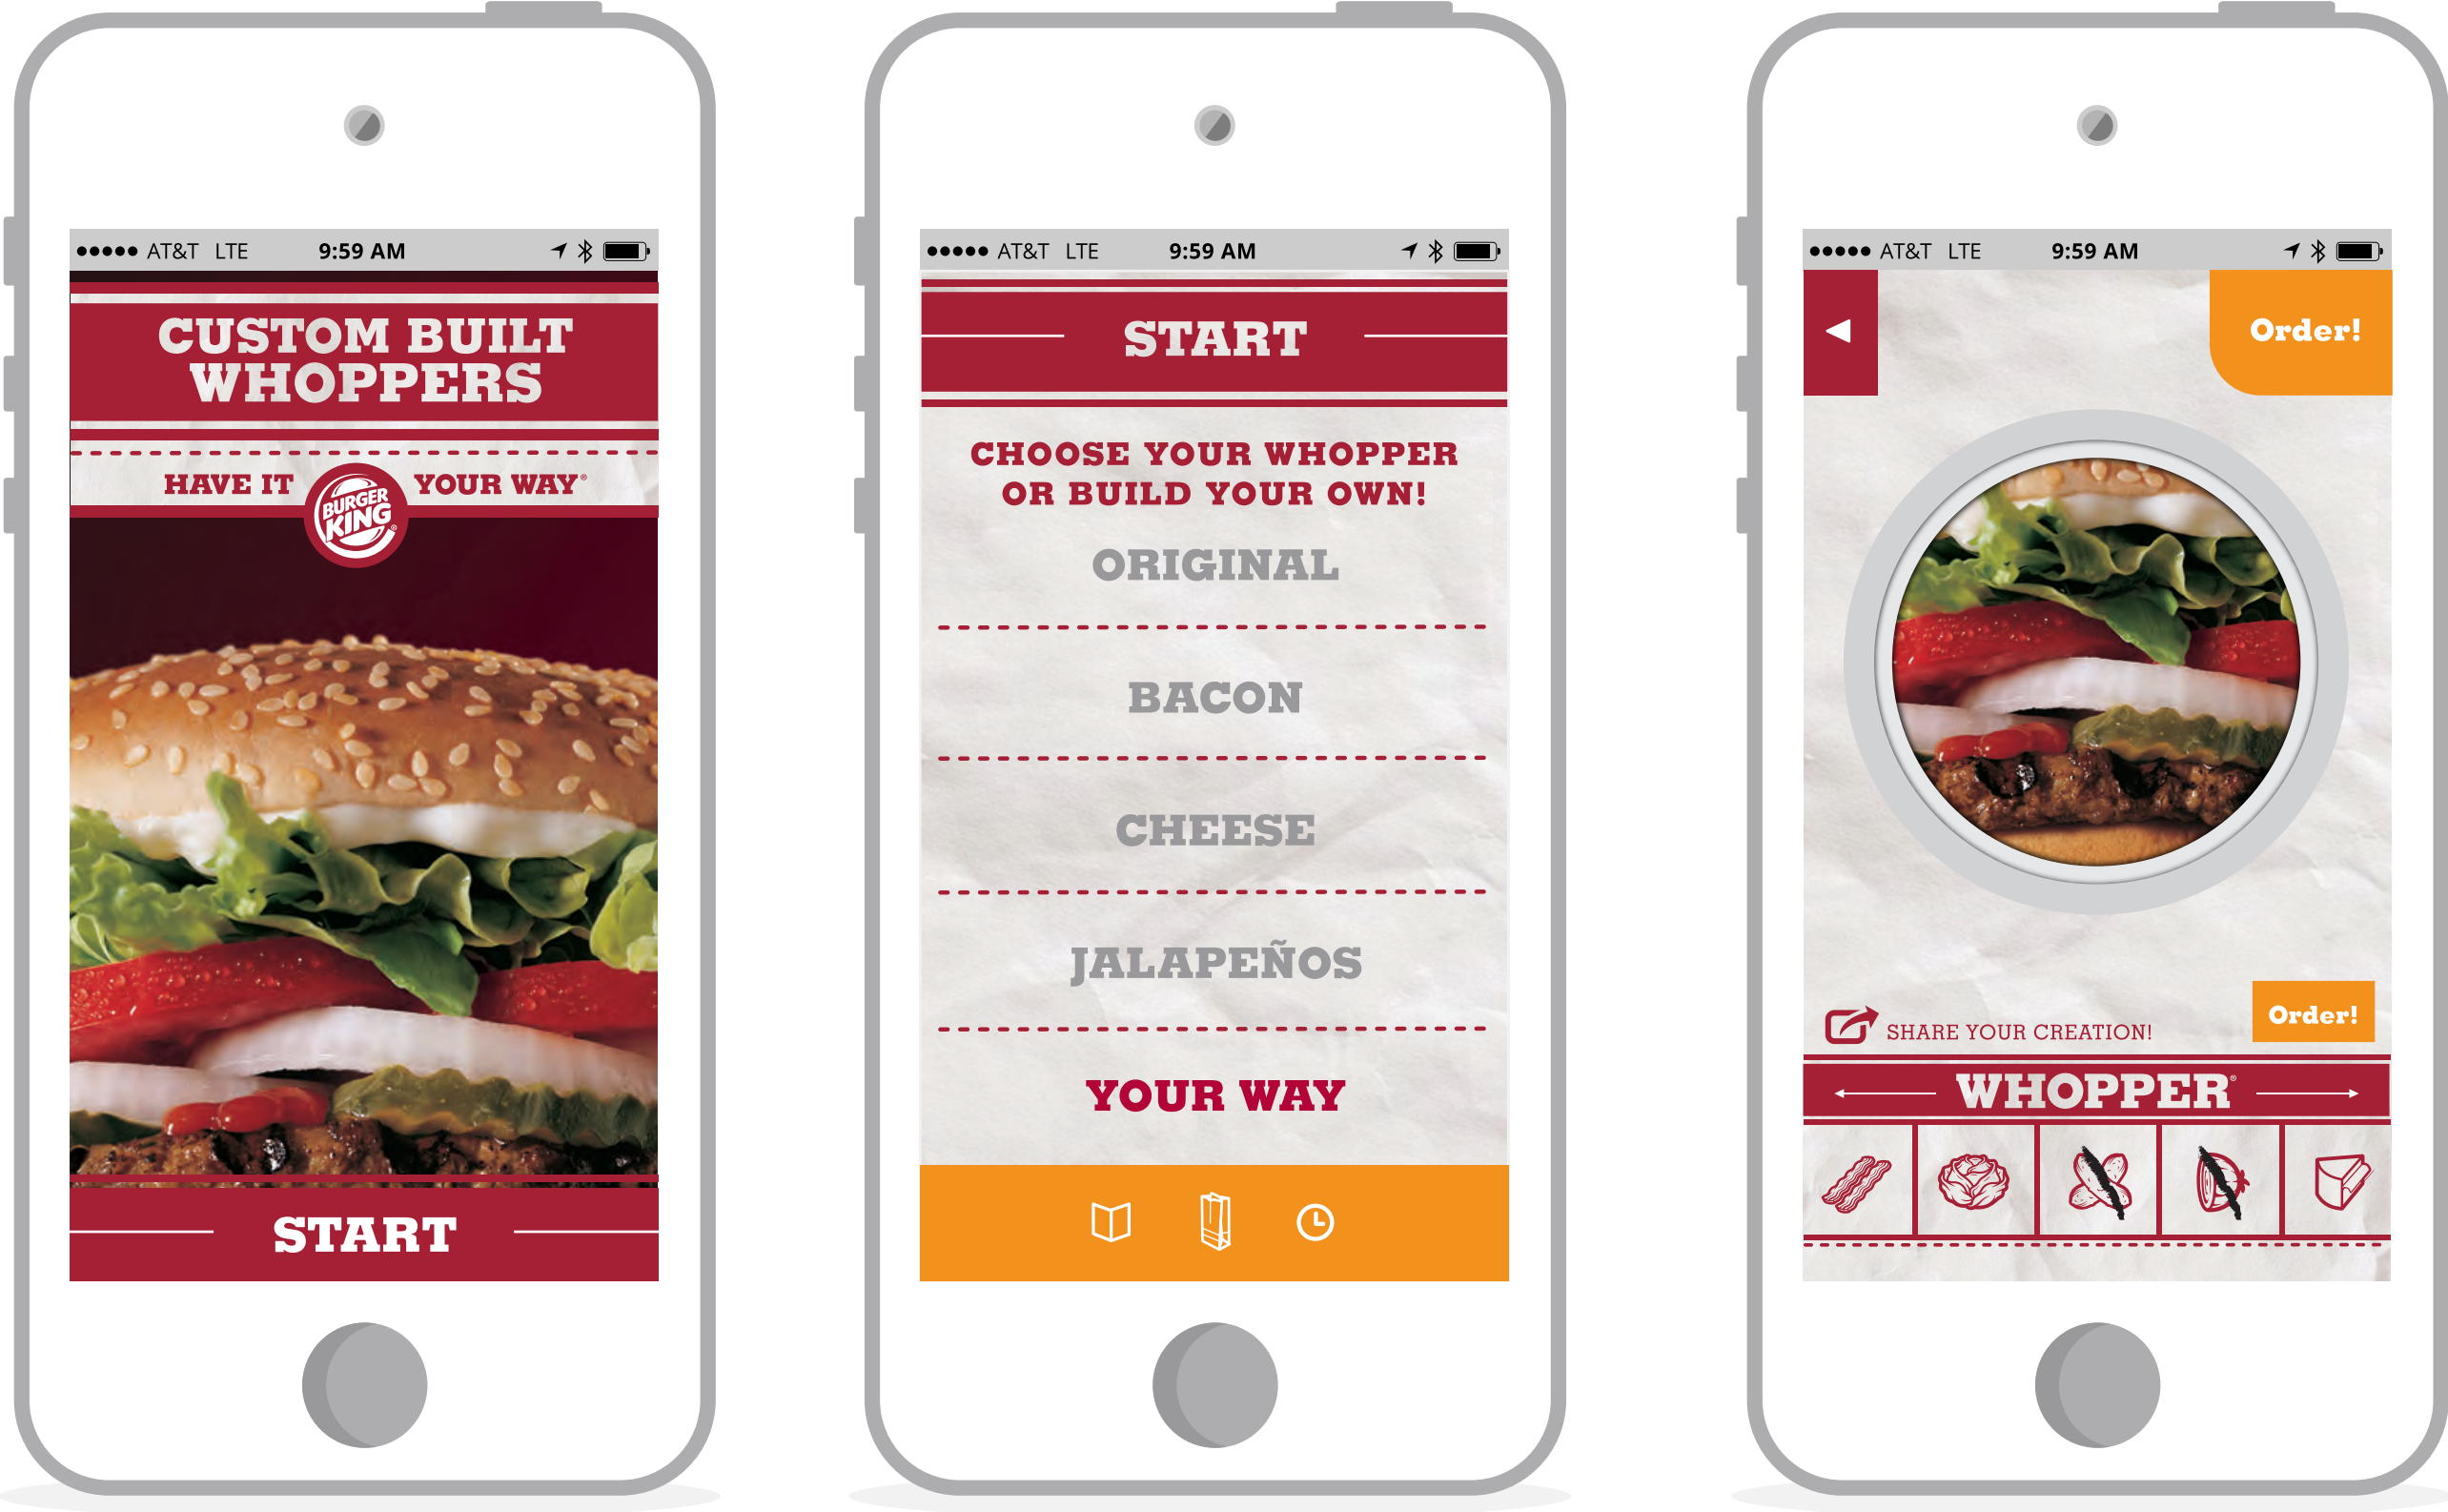 AT&T LTE 9:59 AM
CUSTOM BUILT
WHOPPERS
HAVE IT YOUR WAY®
BURGER
KING®
START
AT&T LTE 9:59 AM
START
CHOOSE YOUR WHOPPER
OR BUILD YOUR OWN!
ORIGINAL
BACON
CHEESE
JALAPEÑOS
YOUR WAY
AT&T LTE 9:59 AM
Order!
SHARE YOUR CREATION!
Order!
WHOPPER®